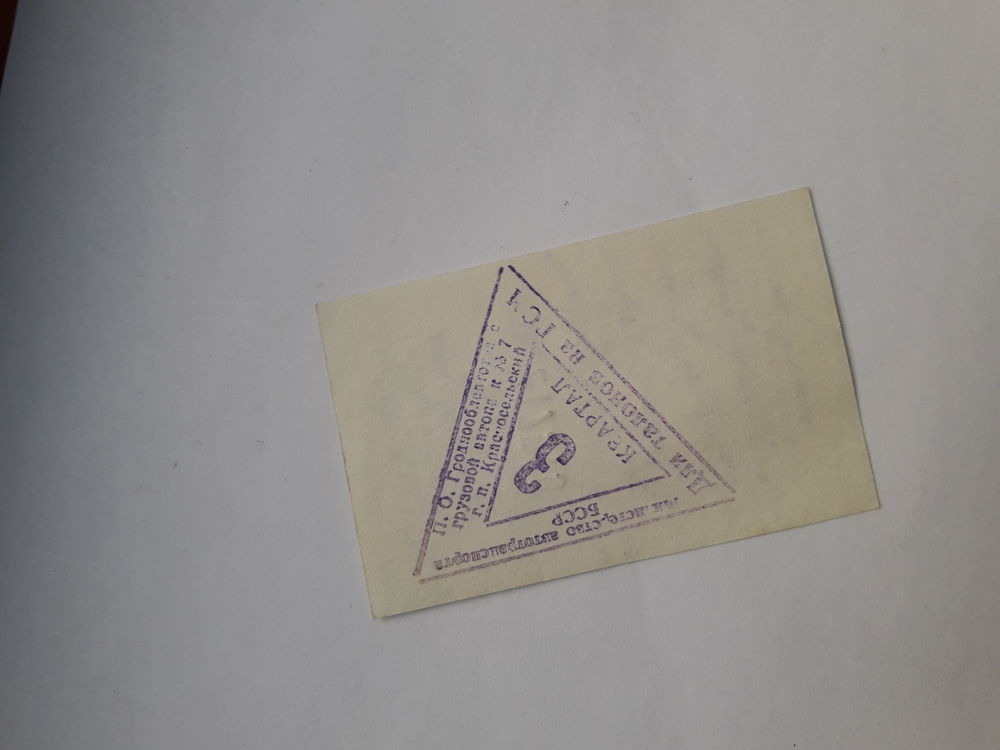 Министерство автотранспорта
БССР
П. О. Гроднооблавтотранс
грузовой автопарк № 7
г. п. Красносельский
Для талонов на ГСМ
КВАРТАЛ
3